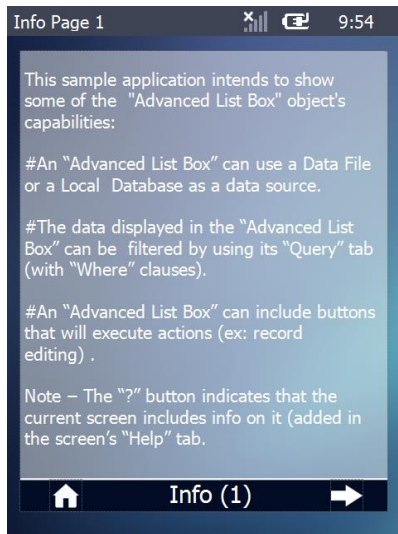 Info Page 1
9:54
This sample application intends to show
some of the "Advanced List Box" object's
capabilities:
#An “Advanced List Box” can use a Data File
or a Local Database as a data source.
#The data displayed in the “Advanced List
Box” can be filtered by using its “Query” tab
(with “Where” clauses).
#An “Advanced List Box” can include buttons
that will execute actions (ex: record
editing) .
Note – The “?” button indicates that the
current screen includes info on it (added in
the screen’s “Help” tab.
Info (1)